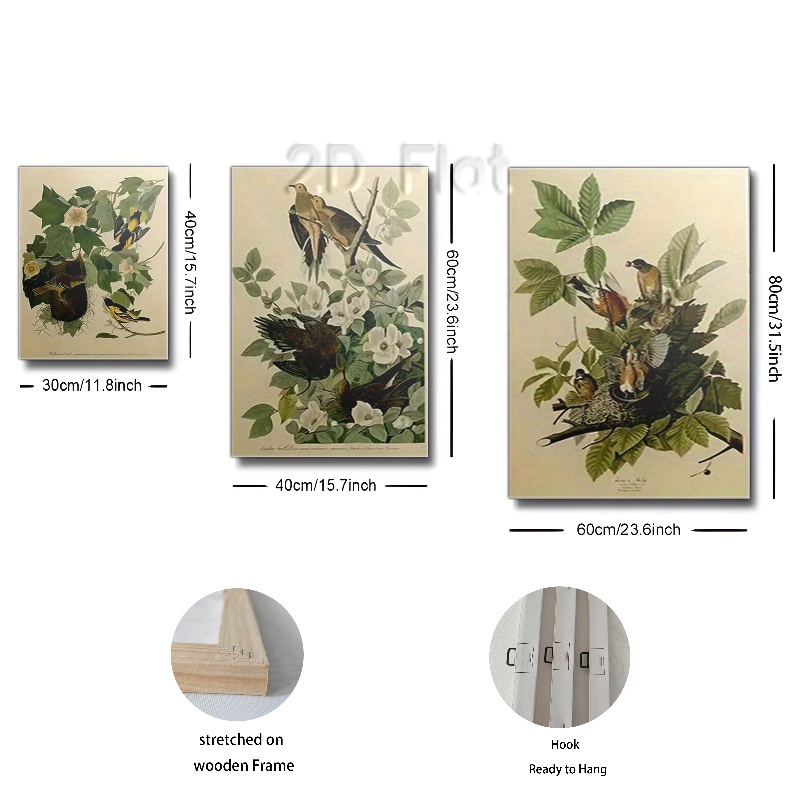 2D Flat
40cm/15.7inch
30cm/11.8inch
60cm/23.6inch
40cm/15.7inch
80cm/31.5inch
60cm/23.6inch
stretched on
wooden Frame
Hook
Ready to Hang